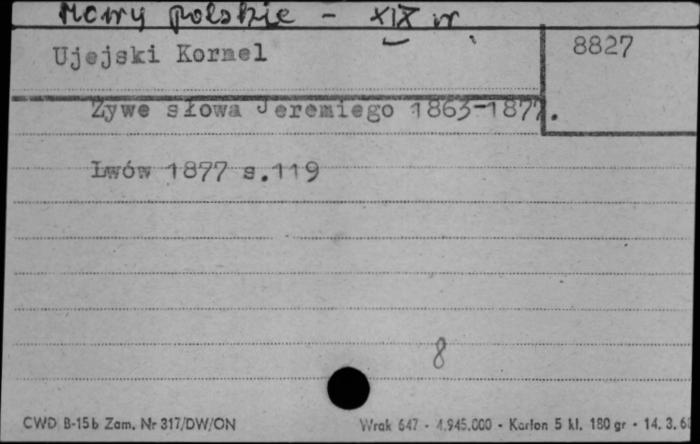 Mowy polskie - XIX w
Ujejski Kornel
8827
Żywe słowa Jeremiego 1863-1877.
Lwów 1877 s.119
8
CWD B-15b Zam. Nr 317/DW/ON
Wrak 647 - 4.945.000 - Karton 5 kl. 180 gr - 14. 3. 6